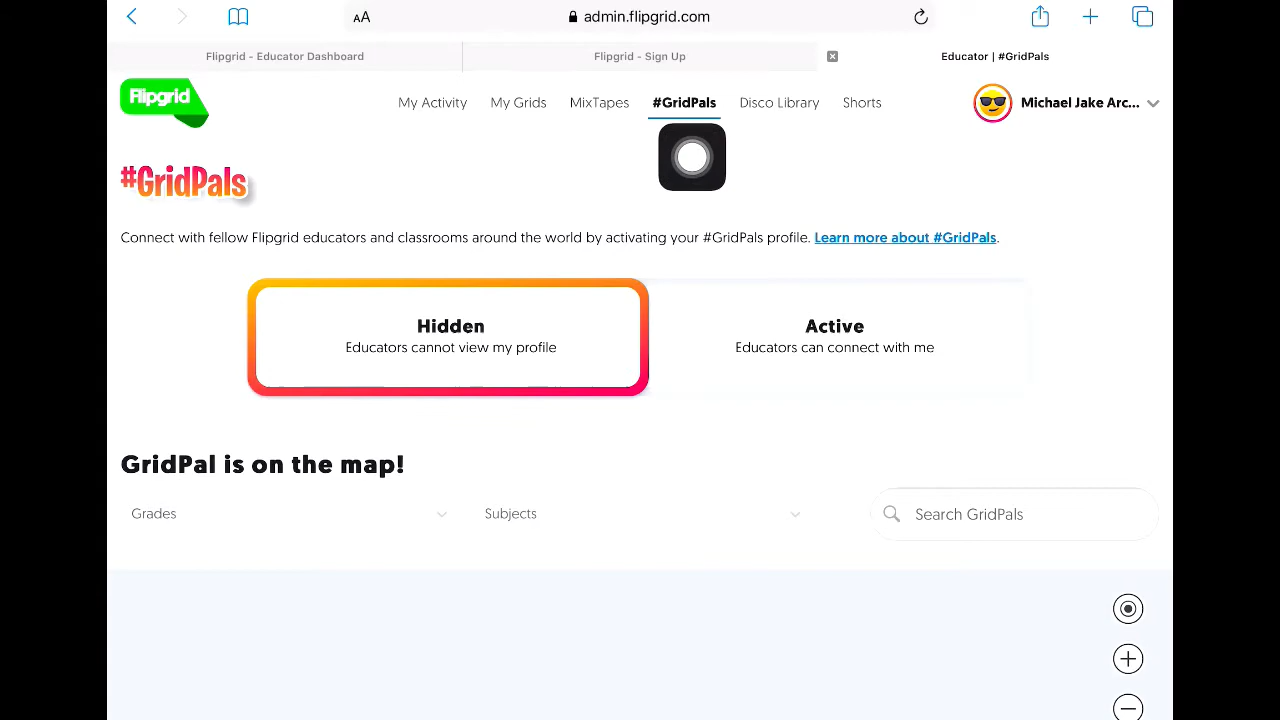 AA
admin.flipgrid.com
Flipgrid - Educator Dashboard
Flipgrid - Sign Up
Educator | #GridPals
Flipgrid
My Activity
My Grids
MixTapes
#GridPals
Disco Library
Shorts
Michael Jake Arc...
#GridPals
Connect with fellow Flipgrid educators and classrooms around the world by activating your #GridPals profile. Learn more about #GridPals.
Hidden
Educators cannot view my profile
Active
Educators can connect with me
GridPal is on the map!
Grades
Subjects
Search GridPals